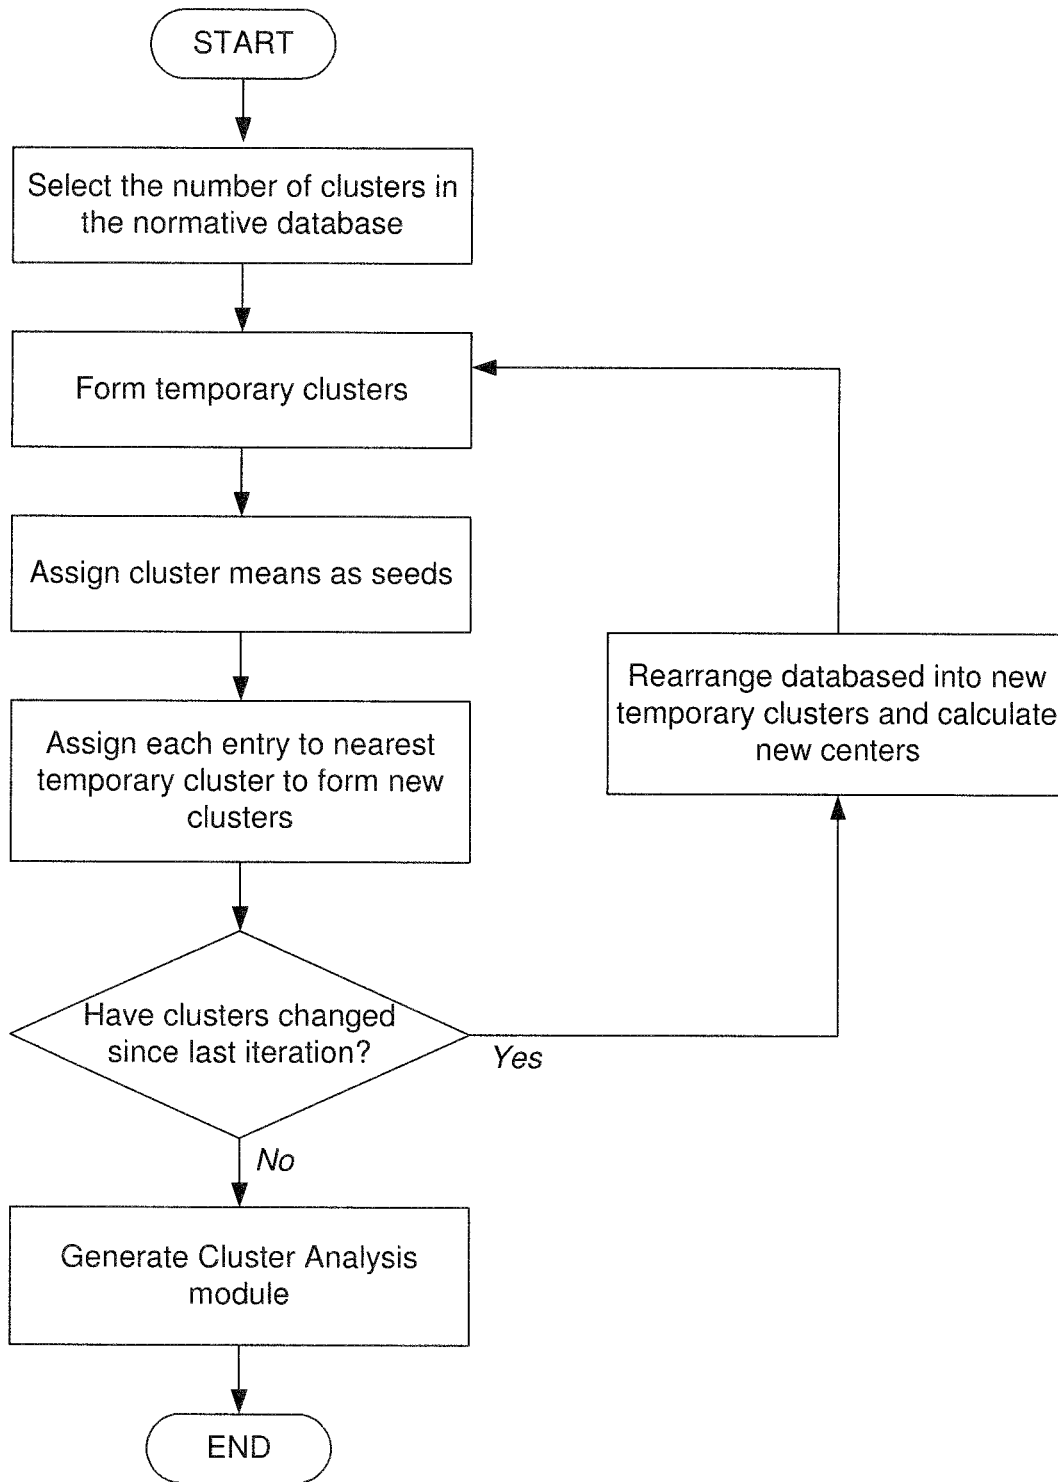 START
Select the number of clusters in
the normative database
Form temporary clusters
Assign cluster means as seeds
Assign each entry to nearest
temporary cluster to form new
clusters
Rearrange databased into new
temporary clusters and calculate
new centers
Have clusters changed
since last iteration?
Yes
No
Generate Cluster Analysis
module
END